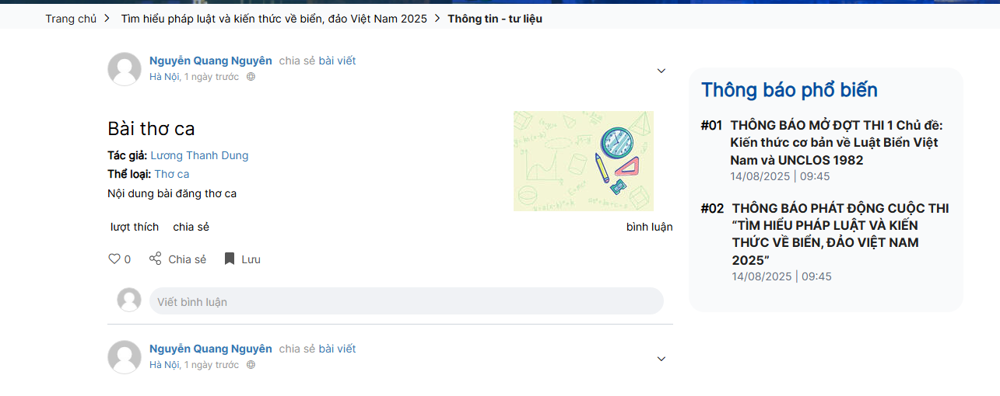 Trang chủ > Tìm hiểu pháp luật và kiến thức về biển, đảo Việt Nam 2025 > Thông tin - tư liệu
Nguyễn Quang Nguyên chia sẻ bài viết
Hà Nội, 1 ngày trước
Bài thơ ca
Tác giả: Lương Thanh Dung
Thể loại: Thơ ca
Nội dung bài đăng thơ ca
lượt thích chia sẻ bình luận
0 Chia sẻ Lưu
Viết bình luận
Nguyễn Quang Nguyên chia sẻ bài viết
Hà Nội, 1 ngày trước
Thông báo phổ biến
#01 THÔNG BÁO MỞ ĐỢT THI 1 Chủ đề:
Kiến thức cơ bản về Luật Biển Việt
Nam và UNCLOS 1982
14/08/2025 | 09:45
#02 THÔNG BÁO PHÁT ĐỘNG CUỘC THI
“TÌM HIỂU PHÁP LUẬT VÀ KIẾN
THỨC VỀ BIỂN, ĐẢO VIỆT NAM
2025”
14/08/2025 | 09:45